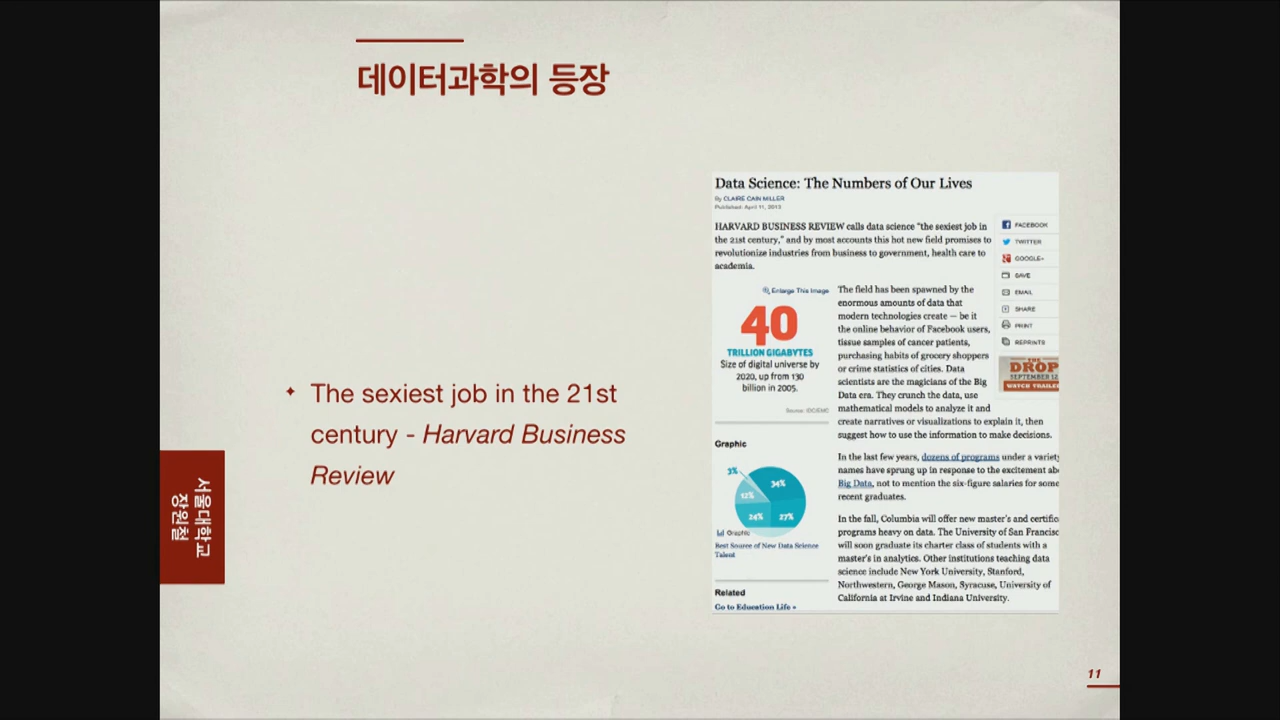 데이터과학의 등장
The sexiest job in the 21st
century - Harvard Business
Review
서울대학교
장원철
Data Science: The Numbers of Our Lives
By CLAIRE CAIN MILLER
Published: April 11, 2013
HARVARD BUSINESS REVIEW calls data science "the sexiest job in
the 21st century," and by most accounts this hot new field promises to
revolutionize industries from business to government, health care to
academia.
FACEBOOK
TWITTER
GOOGLE+
SAVE
EMAIL
SHARE
PRINT
REPRINTS
THE
DROP
SEPTEMBER 12
WATCH TRAILER
Enlarge This Image
40
TRILLION GIGABYTES
Size of digital universe by
2020, up from 130
billion in 2005.
Source: IDC/EMC
Graphic
3%
34%
12%
24%
27%
Graphic
Best Source of New Data Science
Talent
Related
Go to Education Life »
The field has been spawned by the
enormous amounts of data that
modern technologies create — be it
the online behavior of Facebook users,
tissue samples of cancer patients,
purchasing habits of grocery shoppers
or crime statistics of cities. Data
scientists are the magicians of the Big
Data era. They crunch the data, use
mathematical models to analyze it and
create narratives or visualizations to explain it, then
suggest how to use the information to make decisions.
In the last few years, dozens of programs under a variety
names have sprung up in response to the excitement abo
Big Data, not to mention the six-figure salaries for some
recent graduates.
In the fall, Columbia will offer new master's and certific
programs heavy on data. The University of San Francisc
will soon graduate its charter class of students with a
master's in analytics. Other institutions teaching data
science include New York University, Stanford,
Northwestern, George Mason, Syracuse, University of
California at Irvine and Indiana University.
11